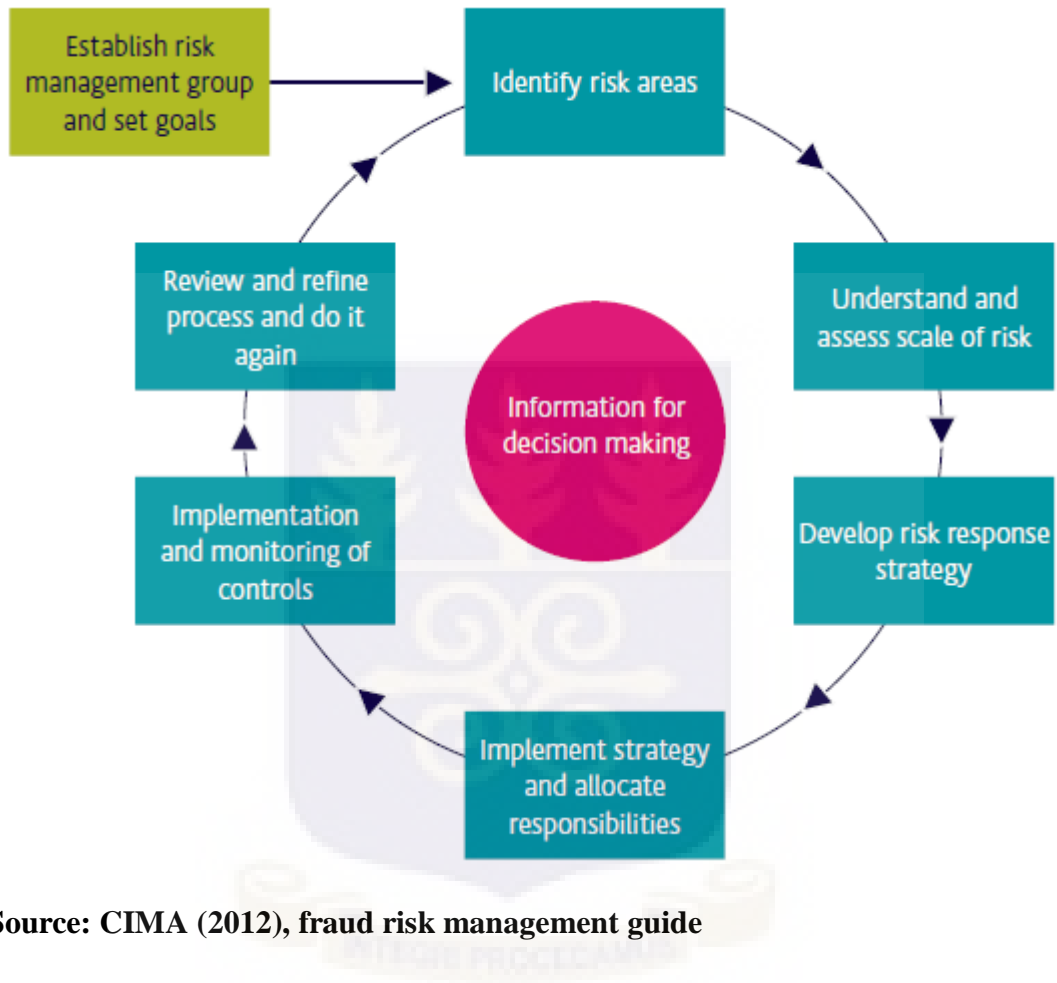 Establish risk
management group
and set goals
Identify risk areas
Understand and
assess scale of risk
Develop risk response
strategy
Implement strategy
and allocate
responsibilities
Implementation
and monitoring of
controls
Review and refine
process and do it
again
Information for
decision making
Source: CIMA (2012), fraud risk management guide
INTEGRI PROCEDAMUS